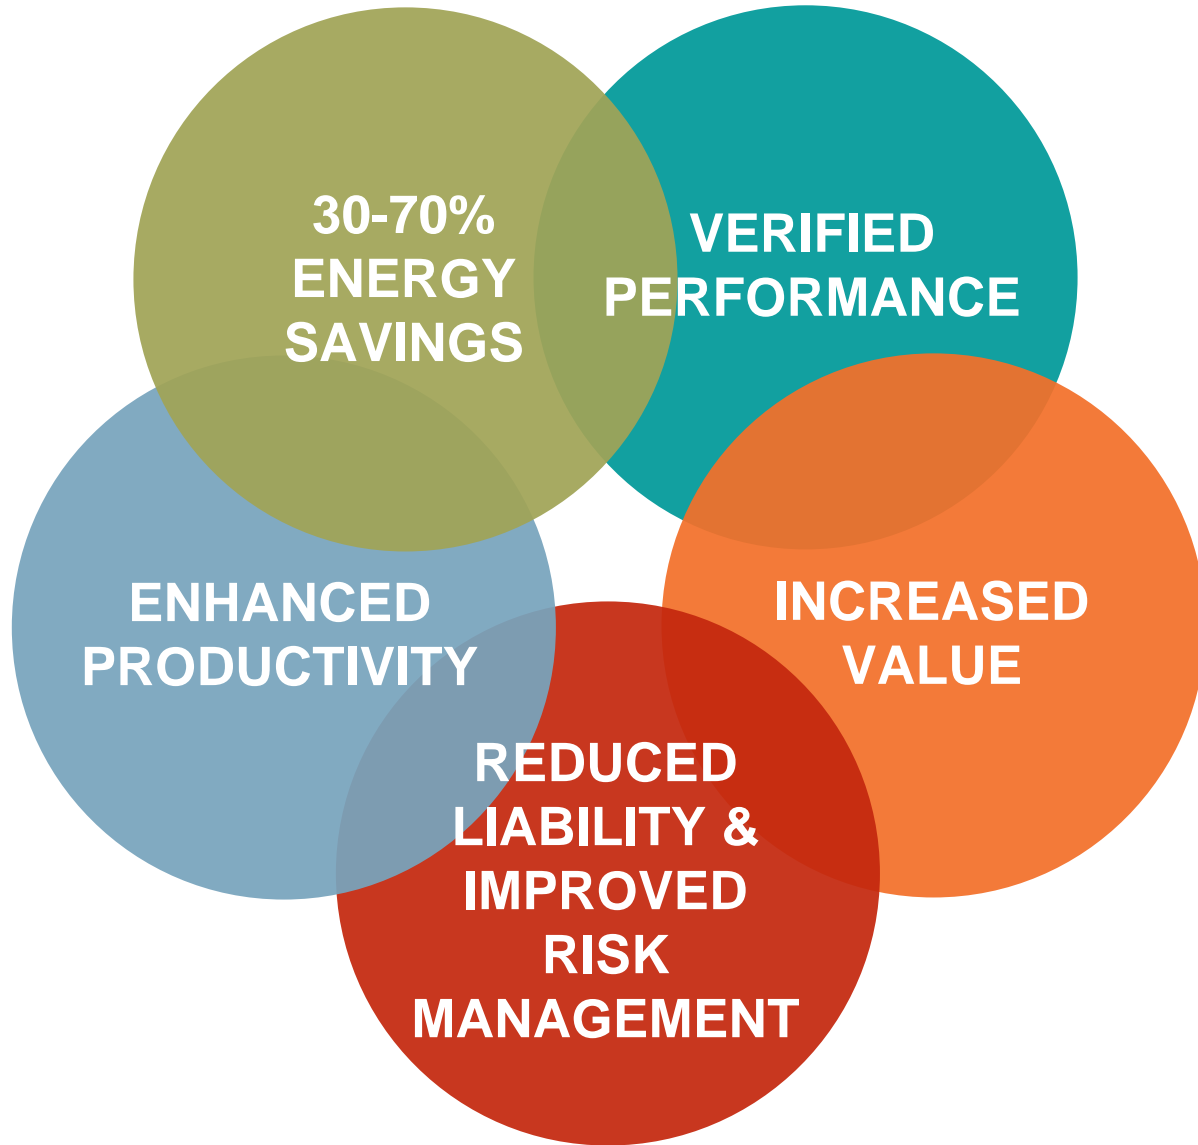 30-70%
ENERGY
SAVINGS
VERIFIED
PERFORMANCE
ENHANCED
PRODUCTIVITY
INCREASED
VALUE
REDUCED
LIABILITY &
IMPROVED
RISK
MANAGEMENT